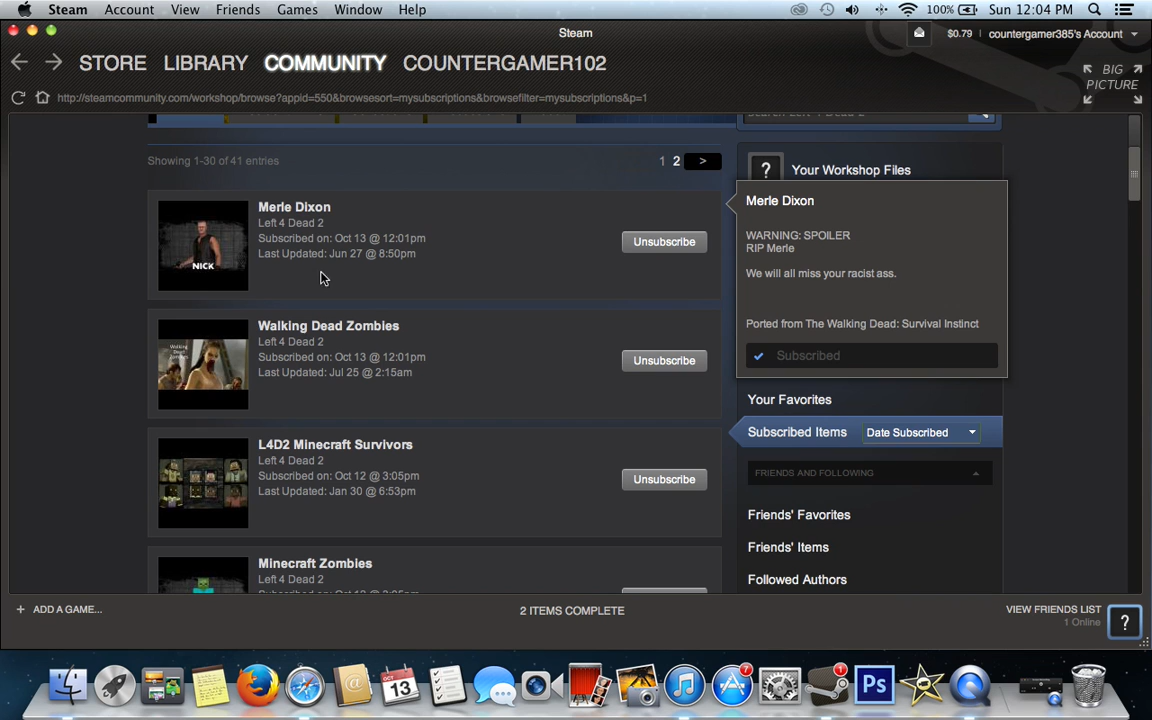 Steam Account View Friends Games Window Help 100% Sun 12:04 PM
Steam
$0.79 countergamer385's Account
STORE LIBRARY COMMUNITY COUNTERGAMER102
BIG PICTURE
http://steamcommunity.com/workshop/browse?appid=550&browsesort=mysubscriptions&browsefilter=mysubscriptions&p=1
Showing 1-30 of 41 entries
1 2 >
? Your Workshop Files
Merle Dixon
Left 4 Dead 2
Subscribed on: Oct 13 @ 12:01pm
Last Updated: Jun 27 @ 8:50pm
NICK
Unsubscribe
Merle Dixon
WARNING: SPOILER
RIP Merle
We will all miss your racist ass.
Ported from The Walking Dead: Survival Instinct
Subscribed
Walking Dead Zombies
Left 4 Dead 2
Subscribed on: Oct 13 @ 12:01pm
Last Updated: Jul 25 @ 2:15am
Walking Dead Zombies
Unsubscribe
Your Favorites
Subscribed Items Date Subscribed
FRIENDS AND FOLLOWING
L4D2 Minecraft Survivors
Left 4 Dead 2
Subscribed on: Oct 12 @ 3:05pm
Last Updated: Jan 30 @ 6:53pm
Unsubscribe
Friends' Favorites
Friends' Items
Followed Authors
Minecraft Zombies
Left 4 Dead 2
+ ADD A GAME...
2 ITEMS COMPLETE
VIEW FRIENDS LIST
1 Online
?
OCT
13
7
1
Ps